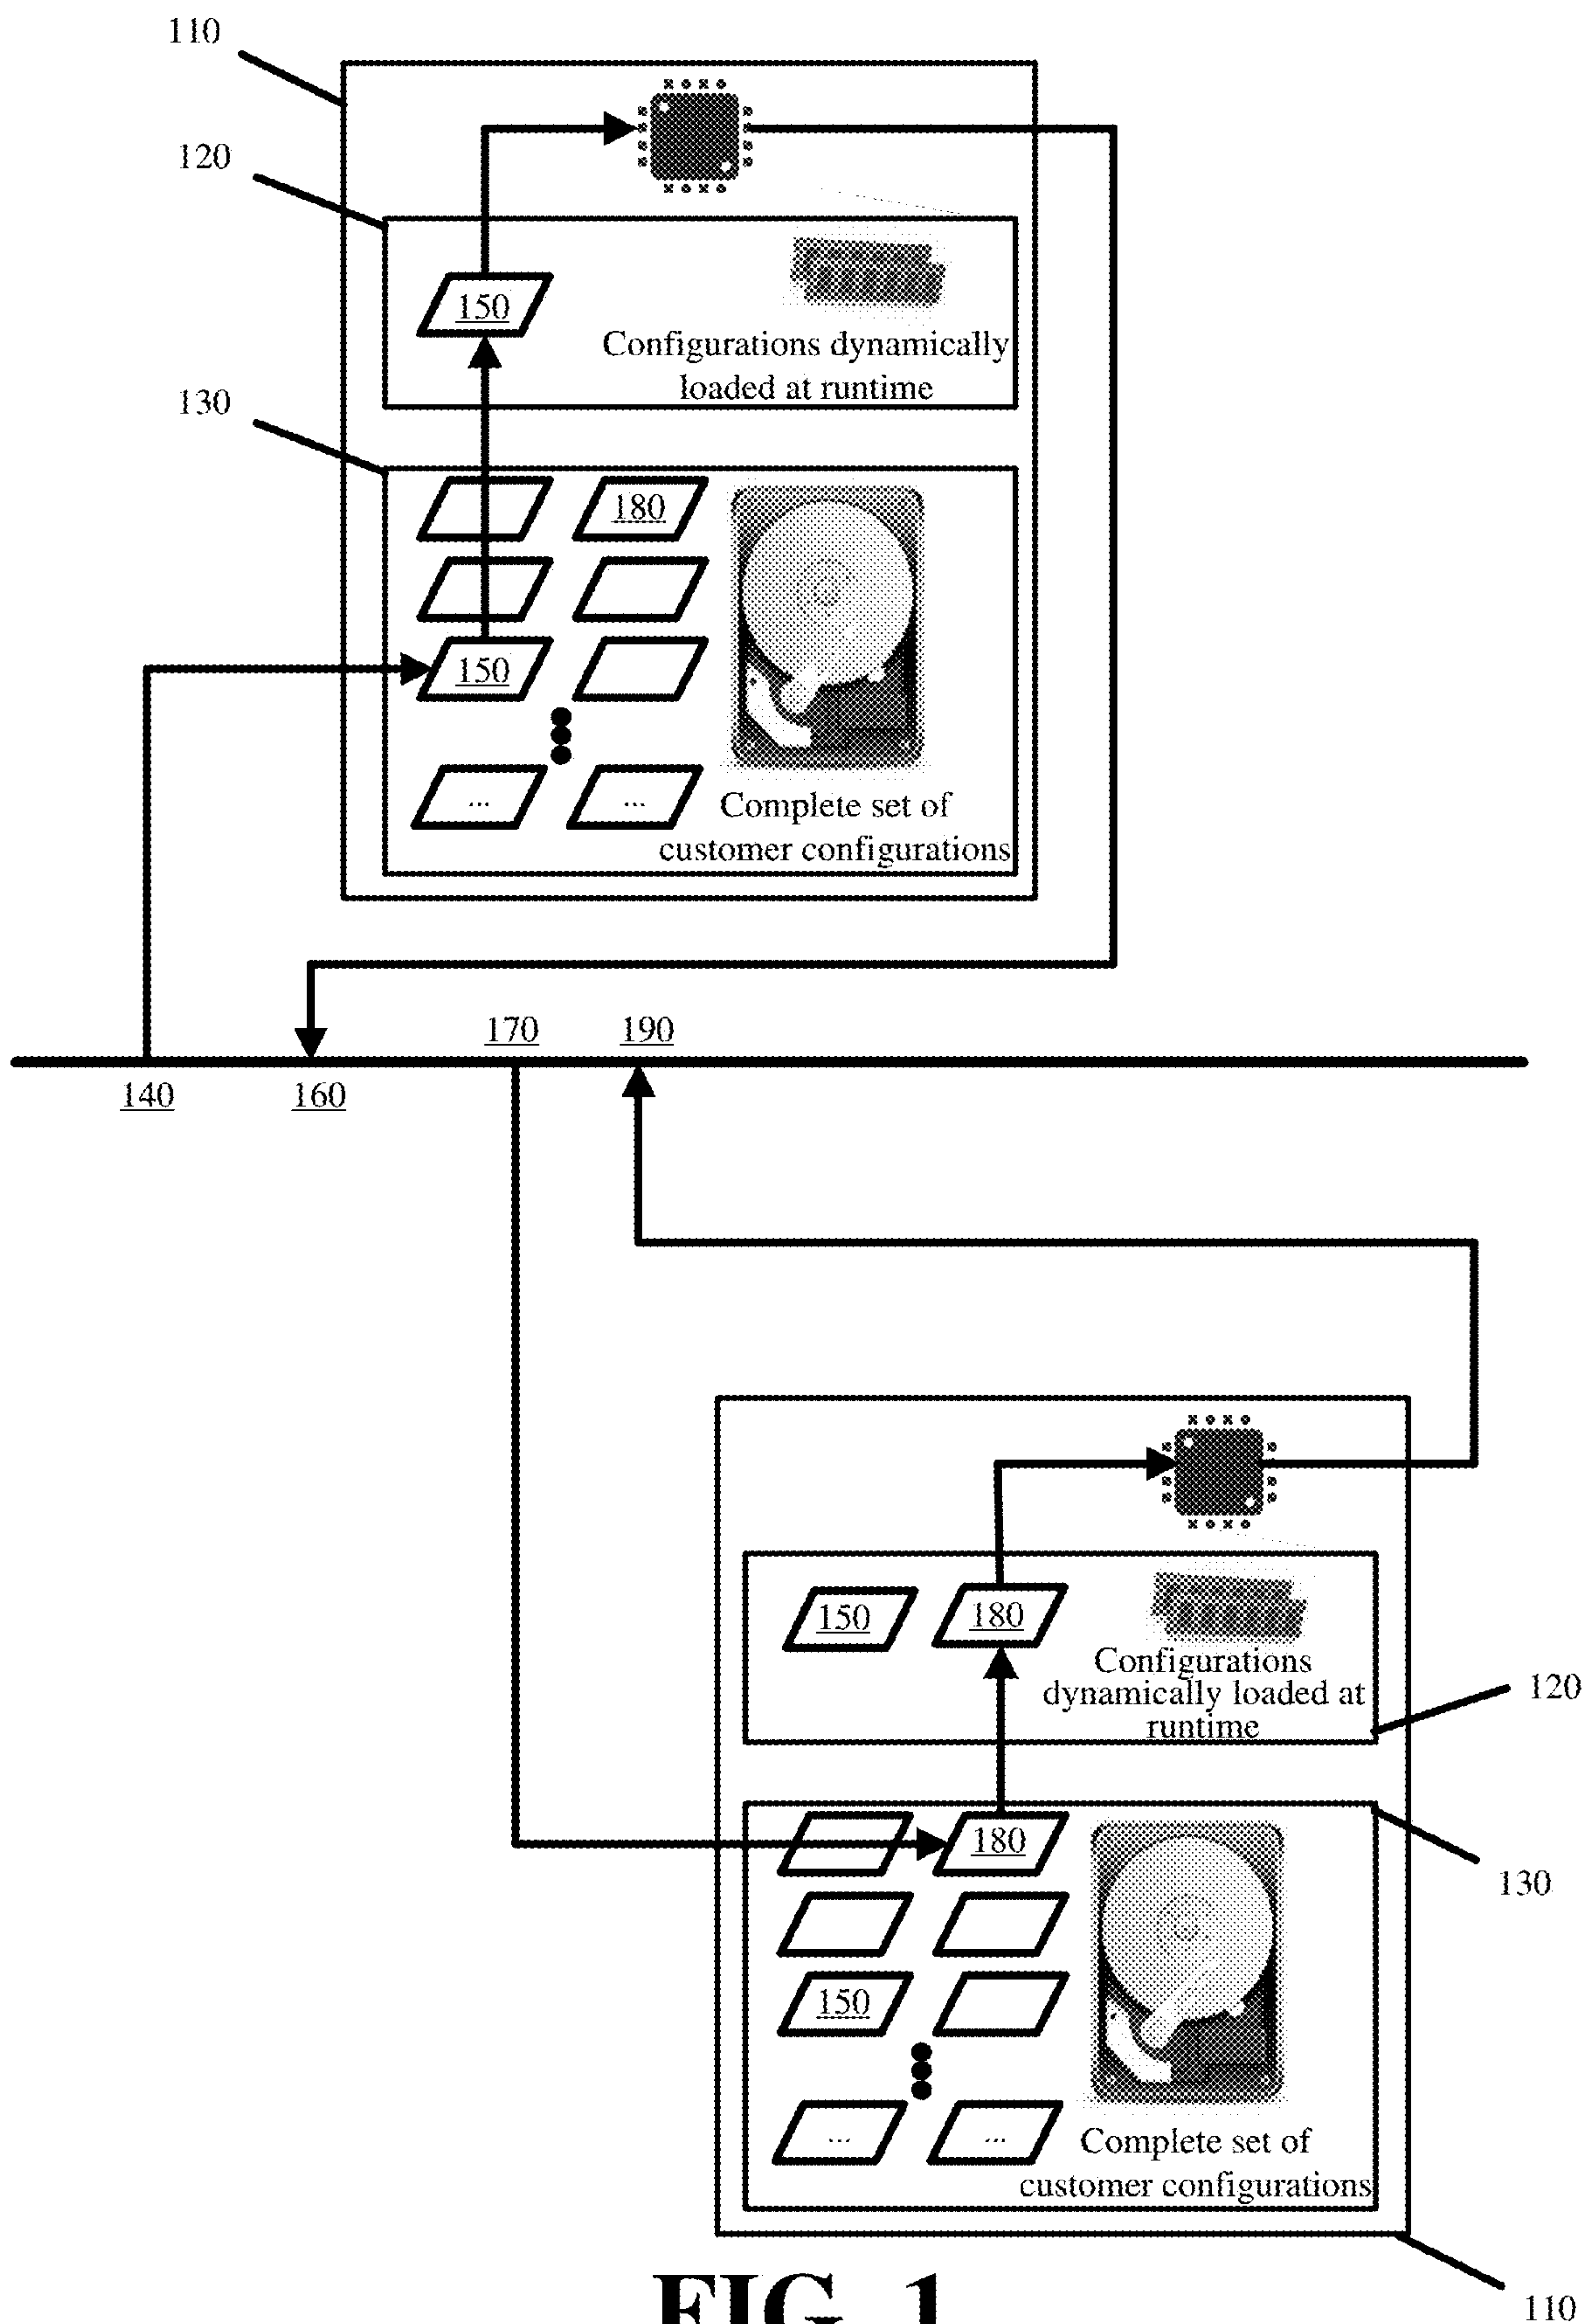 110
120
150
Configurations dynamically
loaded at runtime
130
180
150
... ...
Complete set of
customer configurations
170 190
140 160
150 180
Configurations
dynamically loaded at
runtime
120
180
130
150
... ...
Complete set of
customer configurations
110
FIG. 1